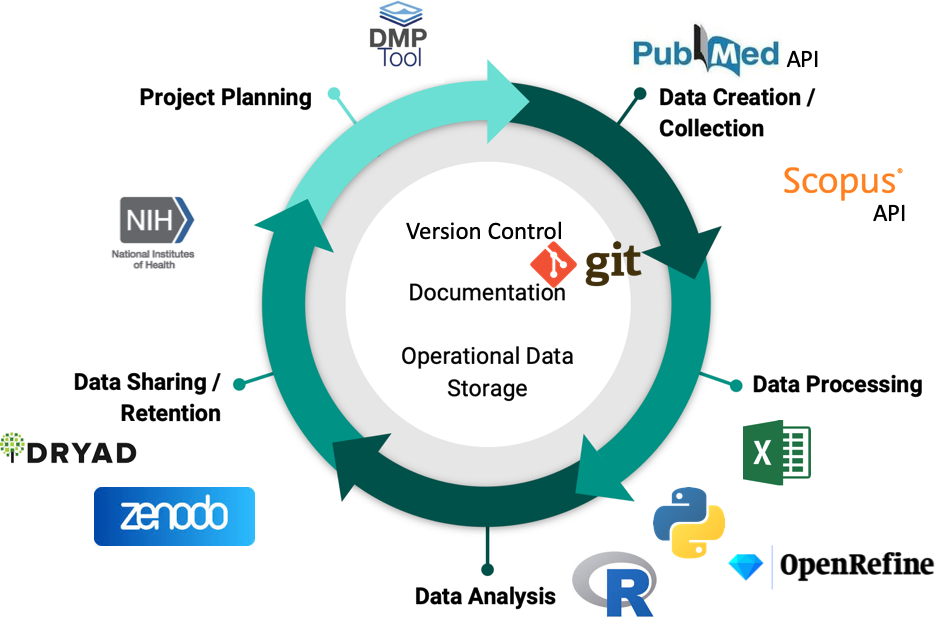 DMP
Tool
PubMed API
Project Planning
Data Creation /
Collection
Scopus®
API
NIH
National Institutes
of Health
Version Control
git
Documentation
Operational Data
Storage
Data Sharing /
Retention
Data Processing
DRYAD
X
zenodo
OpenRefine
R
Data Analysis